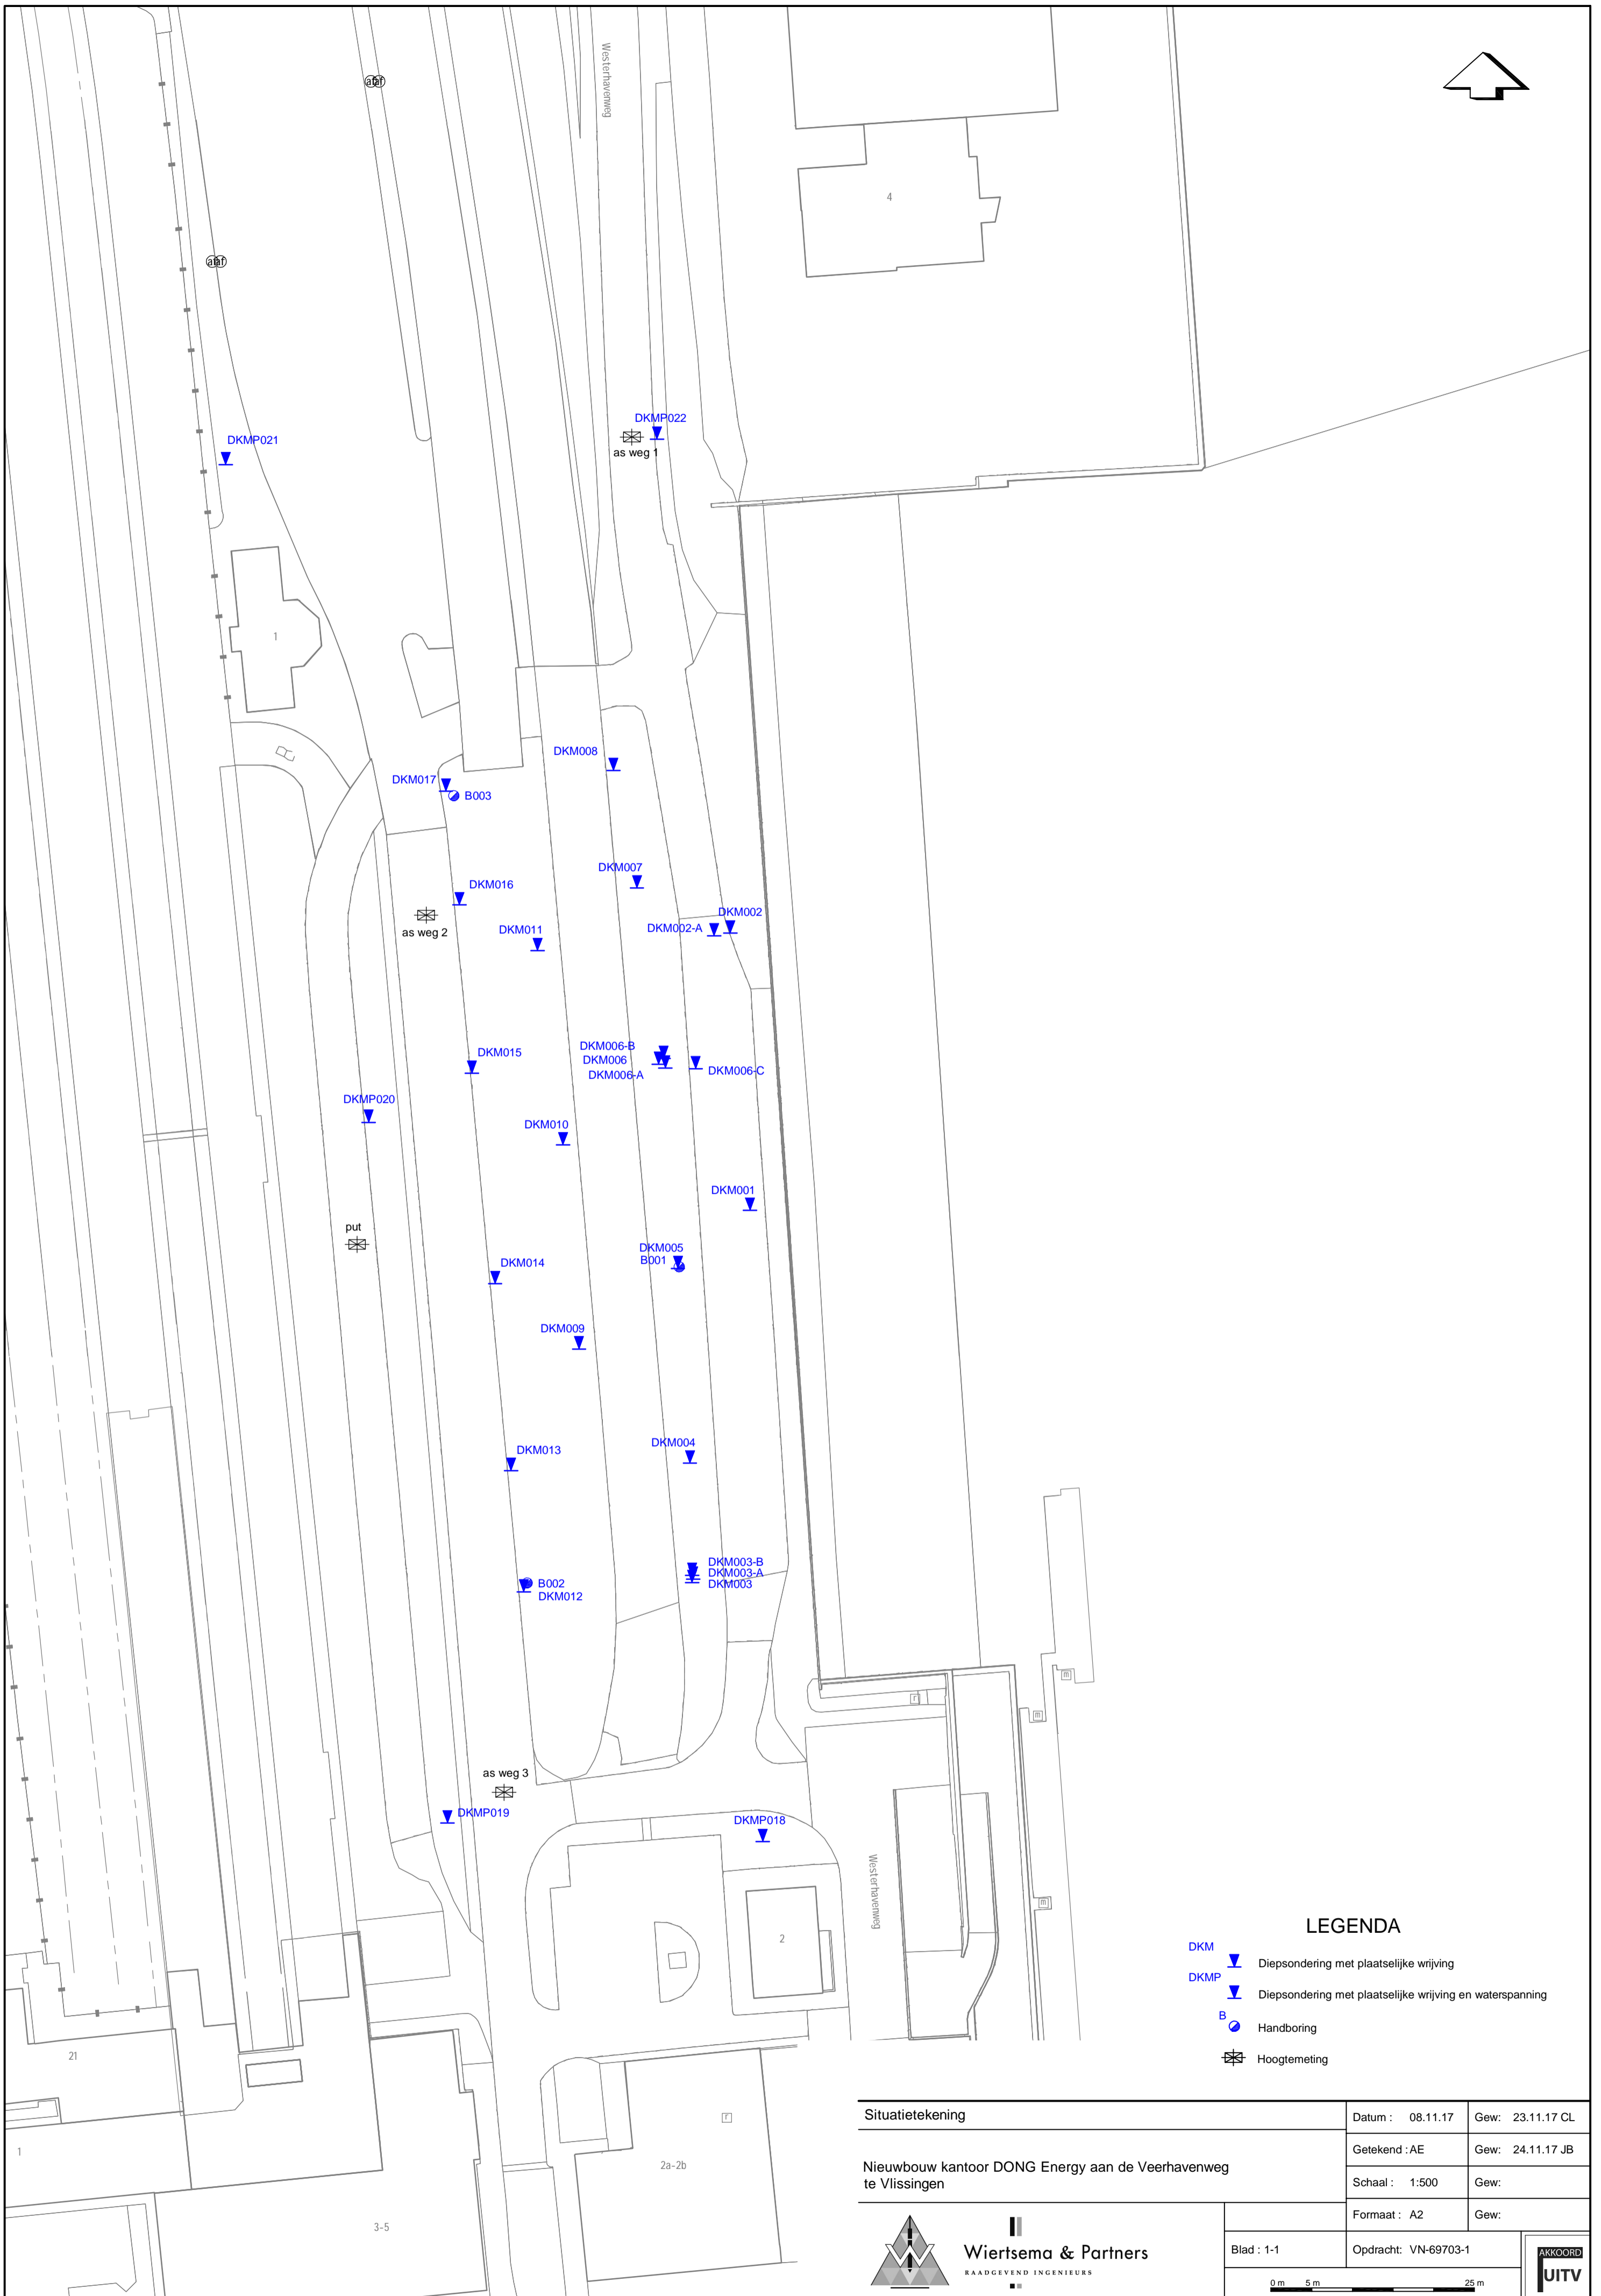 Westerhavenweg
afaf
4
afaf
DKMP022
as weg 1
DKMP021
1
DKM008
DKM017
B003
DKM007
DKM016
DKM002
DKM002-A
as weg 2
DKM011
DKM006-B
DKM006
DKM006-A
DKM006-C
DKM015
DKMP020
DKM010
DKM001
put
DKM005
B001
DKM014
DKM009
DKM004
DKM013
DKM003-B
DKM003-A
DKM003
B002
DKM012
m
r
m
as weg 3
DKMP019
DKMP018
Westerhavenweg
m
2
LEGENDA
DKM
Diepsondering met plaatselijke wrijving
DKMP
Diepsondering met plaatselijke wrijving en waterspanning
B
Handboring
Hoogtemeting
21
r
1
2a-2b
3-5
Situatietekening
Nieuwbouw kantoor DONG Energy aan de Veerhavenweg
te Vlissingen
Datum : 08.11.17
Gew: 23.11.17 CL
Getekend : AE
Gew: 24.11.17 JB
Schaal : 1:500
Gew:
Formaat : A2
Gew:
Blad : 1-1
Opdracht: VN-69703-1
Wiertsema & Partners
RAADGEVEND INGENIEURS
0 m 5 m 25 m
AKKOORD
UITV